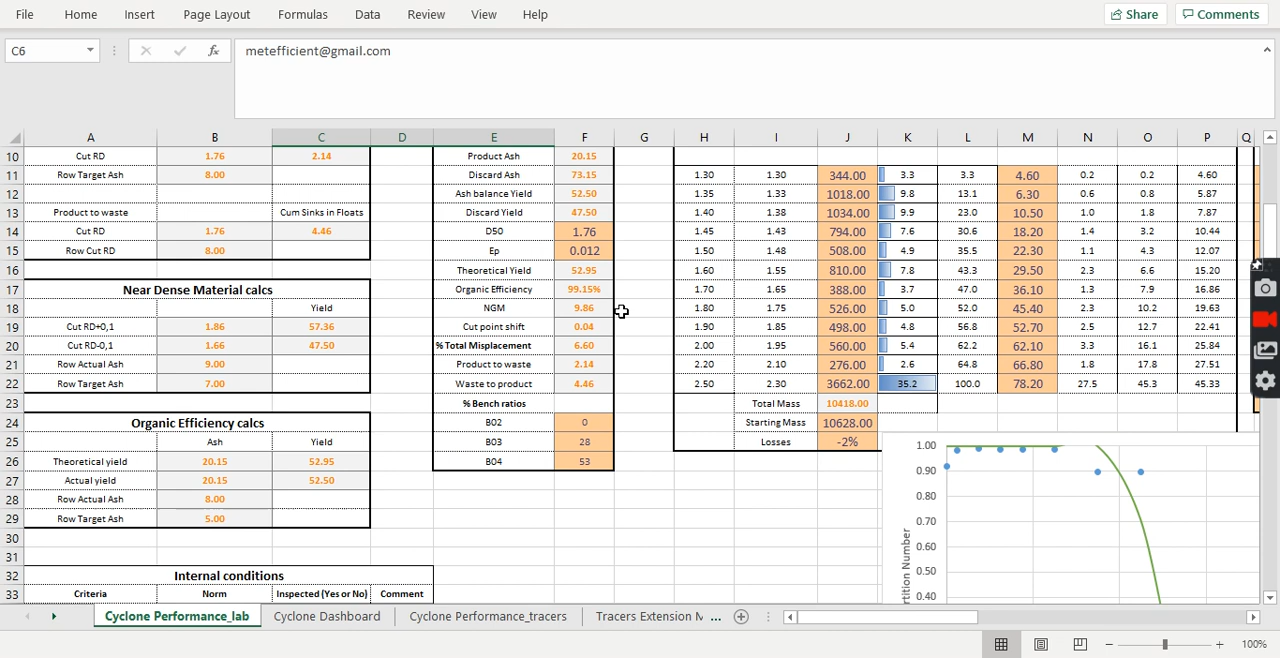 File Home Insert Page Layout Formulas Data Review View Help Share Comments
C6 fx metefficient@gmail.com
A B C D E F G H I J K L M N O P Q
10 Cut RD 1.76 2.14 Product Ash 20.15
11 Row Target Ash 8.00 Discard Ash 73.15 1.30 1.30 344.00 3.3 3.3 4.60 0.2 0.2 4.60
12 Ash balance Yield 52.50 1.35 1.33 1018.00 9.8 13.1 6.30 0.6 0.8 5.87
13 Product to waste Cum Sinks in Floats Discard Yield 47.50 1.40 1.38 1034.00 9.9 23.0 10.50 1.0 1.8 7.87
14 Cut RD 1.76 4.46 D50 1.76 1.45 1.43 794.00 7.6 30.6 18.20 1.4 3.2 10.44
15 Row Cut RD 8.00 Ep 0.012 1.50 1.48 508.00 4.9 35.5 22.30 1.1 4.3 12.07
16 Theoretical Yield 52.95 1.60 1.55 810.00 7.8 43.3 29.50 2.3 6.6 15.20
17 Near Dense Material calcs Organic Efficiency 99.15% 1.70 1.65 388.00 3.7 47.0 36.10 1.3 7.9 16.86
18 Yield NGM 9.86 1.80 1.75 526.00 5.0 52.0 45.40 2.3 10.2 19.63
19 Cut RD+0,1 1.86 57.36 Cut point shift 0.04 1.90 1.85 498.00 4.8 56.8 52.70 2.5 12.7 22.41
20 Cut RD-0,1 1.66 47.50 % Total Misplacement 6.60 2.00 1.95 560.00 5.4 62.2 62.10 3.3 16.1 25.84
21 Row Actual Ash 9.00 Product to waste 2.14 2.20 2.10 276.00 2.6 64.8 66.80 1.8 17.8 27.51
22 Row Target Ash 7.00 Waste to product 4.46 2.50 2.30 3662.00 35.2 100.0 78.20 27.5 45.3 45.33
23 % Bench ratios Total Mass 10418.00
24 Organic Efficiency calcs B02 0 Starting Mass 10628.00
25 Ash Yield B03 28 Losses -2%
26 Theoretical yield 20.15 52.95 B04 53
27 Actual yield 20.15 52.50
28 Row Actual Ash 8.00
29 Row Target Ash 5.00
30
31
32 Internal conditions
33 Criteria Norm Inspected (Yes or No) Comment
1.00
0.90
0.80
0.70
0.60
0.50
0.40
rtition Number
Cyclone Performance_lab Cyclone Dashboard Cyclone Performance_tracers Tracers Extension N ...
100%